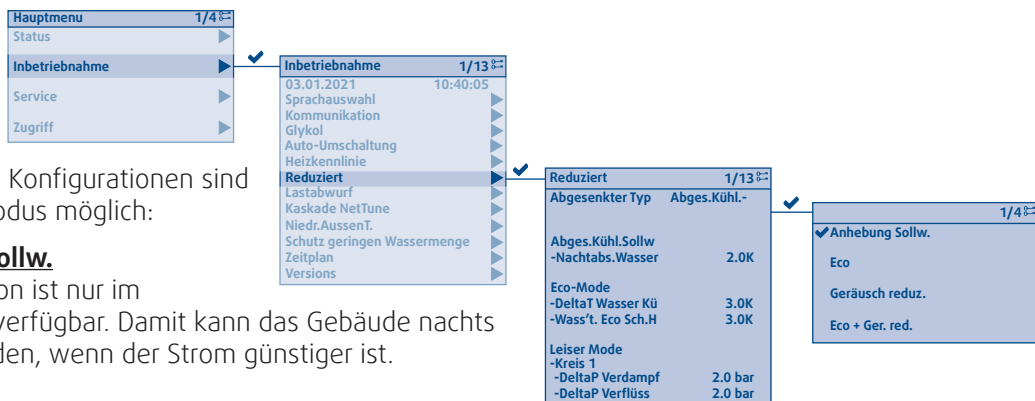 Hauptmenu 1/4
Status
Inbetriebnahme
Service
Zugriff
Inbetriebnahme 1/13
03.01.2021 10:40:05
Sprachauswahl
Kommunikation
Glykol
Auto-Umschaltung
Heizkennlinie
Reduziert
Lastabwurf
Kaskade NetTune
Niedr.AussenT.
Schutz geringen Wassermenge
Zeitplan
Versions
Reduziert 1/13
Abgesenkter Typ Abges.Kühl.-
Abges.Kühl.Sollw
-Nachtabs.Wasser 2.0K
Eco-Mode
-DeltaT Wasser Kü 3.0K
-Wass't. Eco Sch.H 3.0K
Leiser Mode
-Kreis 1
-DeltaP Verdampf 2.0 bar
-DeltaP Verflüss 2.0 bar
1/4
Anhebung Sollw.
Eco
Geräusch reduz.
Eco + Ger. red.
Konfigurationen sind
odus möglich:
ollw.
on ist nur im
verfügbar. Damit kann das Gebäude nachts
den, wenn der Strom günstiger ist.